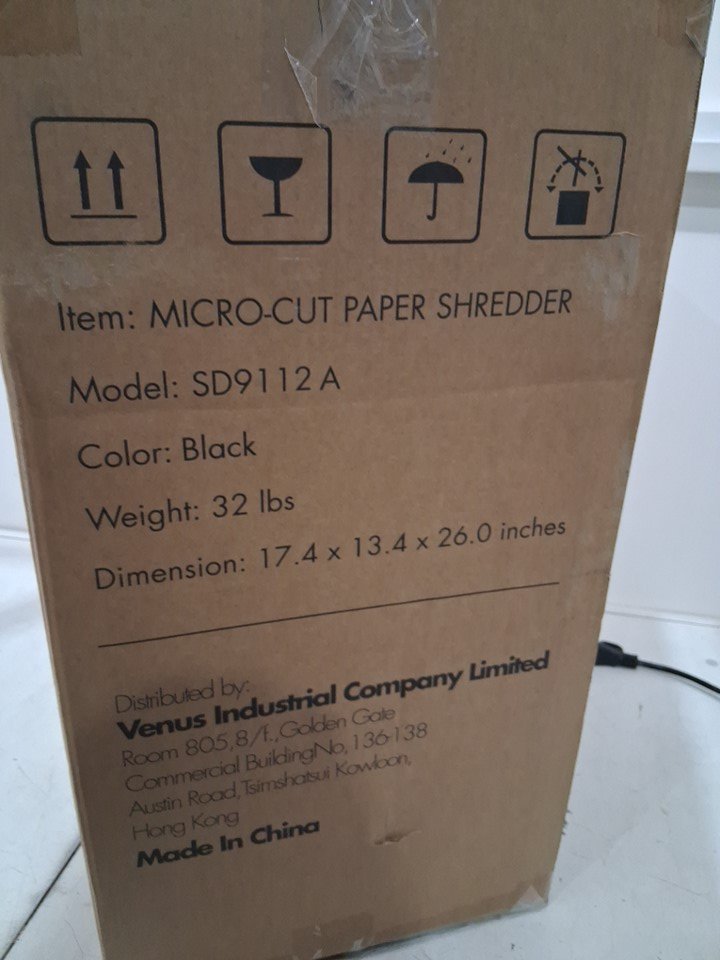 Item: MICRO-CUT PAPER SHREDDER
Model: SD9112 A
Color: Black
Weight: 32 lbs
Dimension: 17.4 x 13.4 x 26.0 inches
Distributed by:
Venus Industrial Company Limited
Room 805,8/f.,Golden Gate
Commercial BuildingNo,136-138
Austin Road,Tsimshatsui Kowloon,
Hong Kong
Made In China